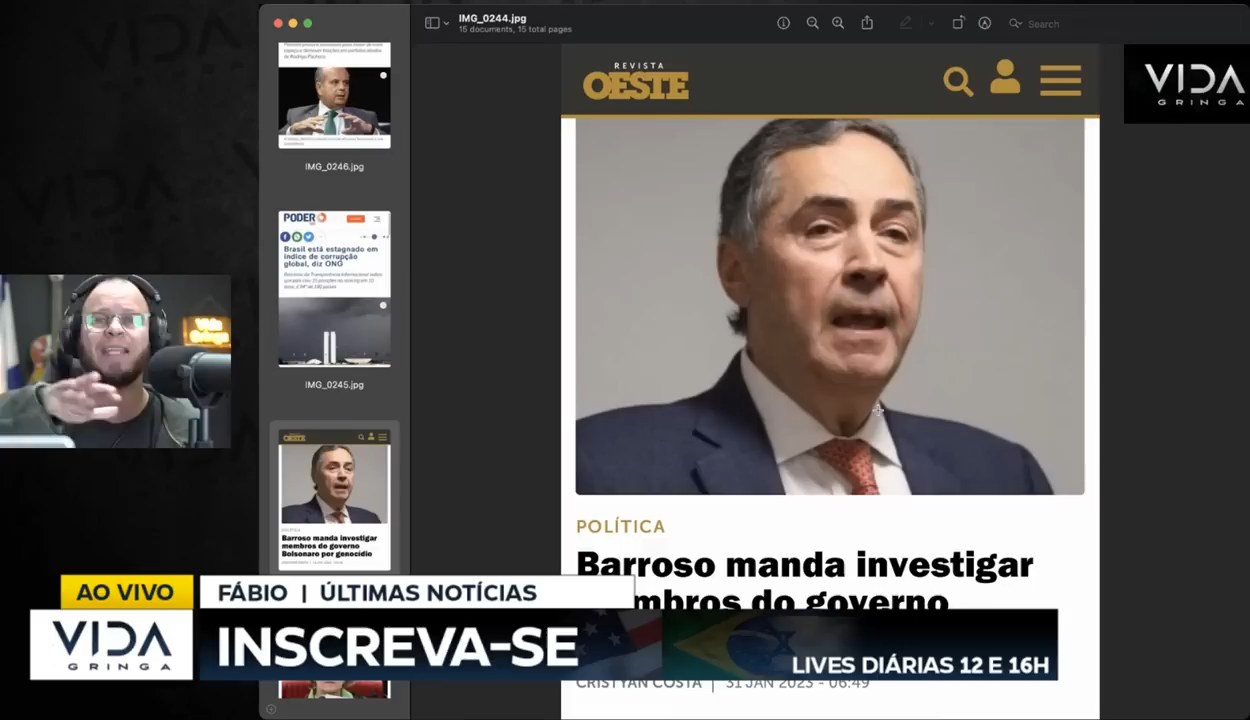 IMG_0244.jpg
15 documents, 15 total pages
Search
IMG_0246.jpg
PODER
Brasil está estagnado em
índice de corrupção
global, diz ONG
IMG_0245.jpg
OESTE
Barroso manda investigar
membros do governo
Bolsonaro por genocídio
REVISTA
OESTE
VIDA
GRINGA
POLÍTICA
Barroso manda investigar
mbros do governo
CRISTYAN COSTA | 31 JAN 2023 - 06:49
Vida
Gringa
AO VIVO
FÁBIO | ÚLTIMAS NOTÍCIAS
VIDA
GRINGA
INSCREVA-SE
LIVES DIÁRIAS 12 E 16H